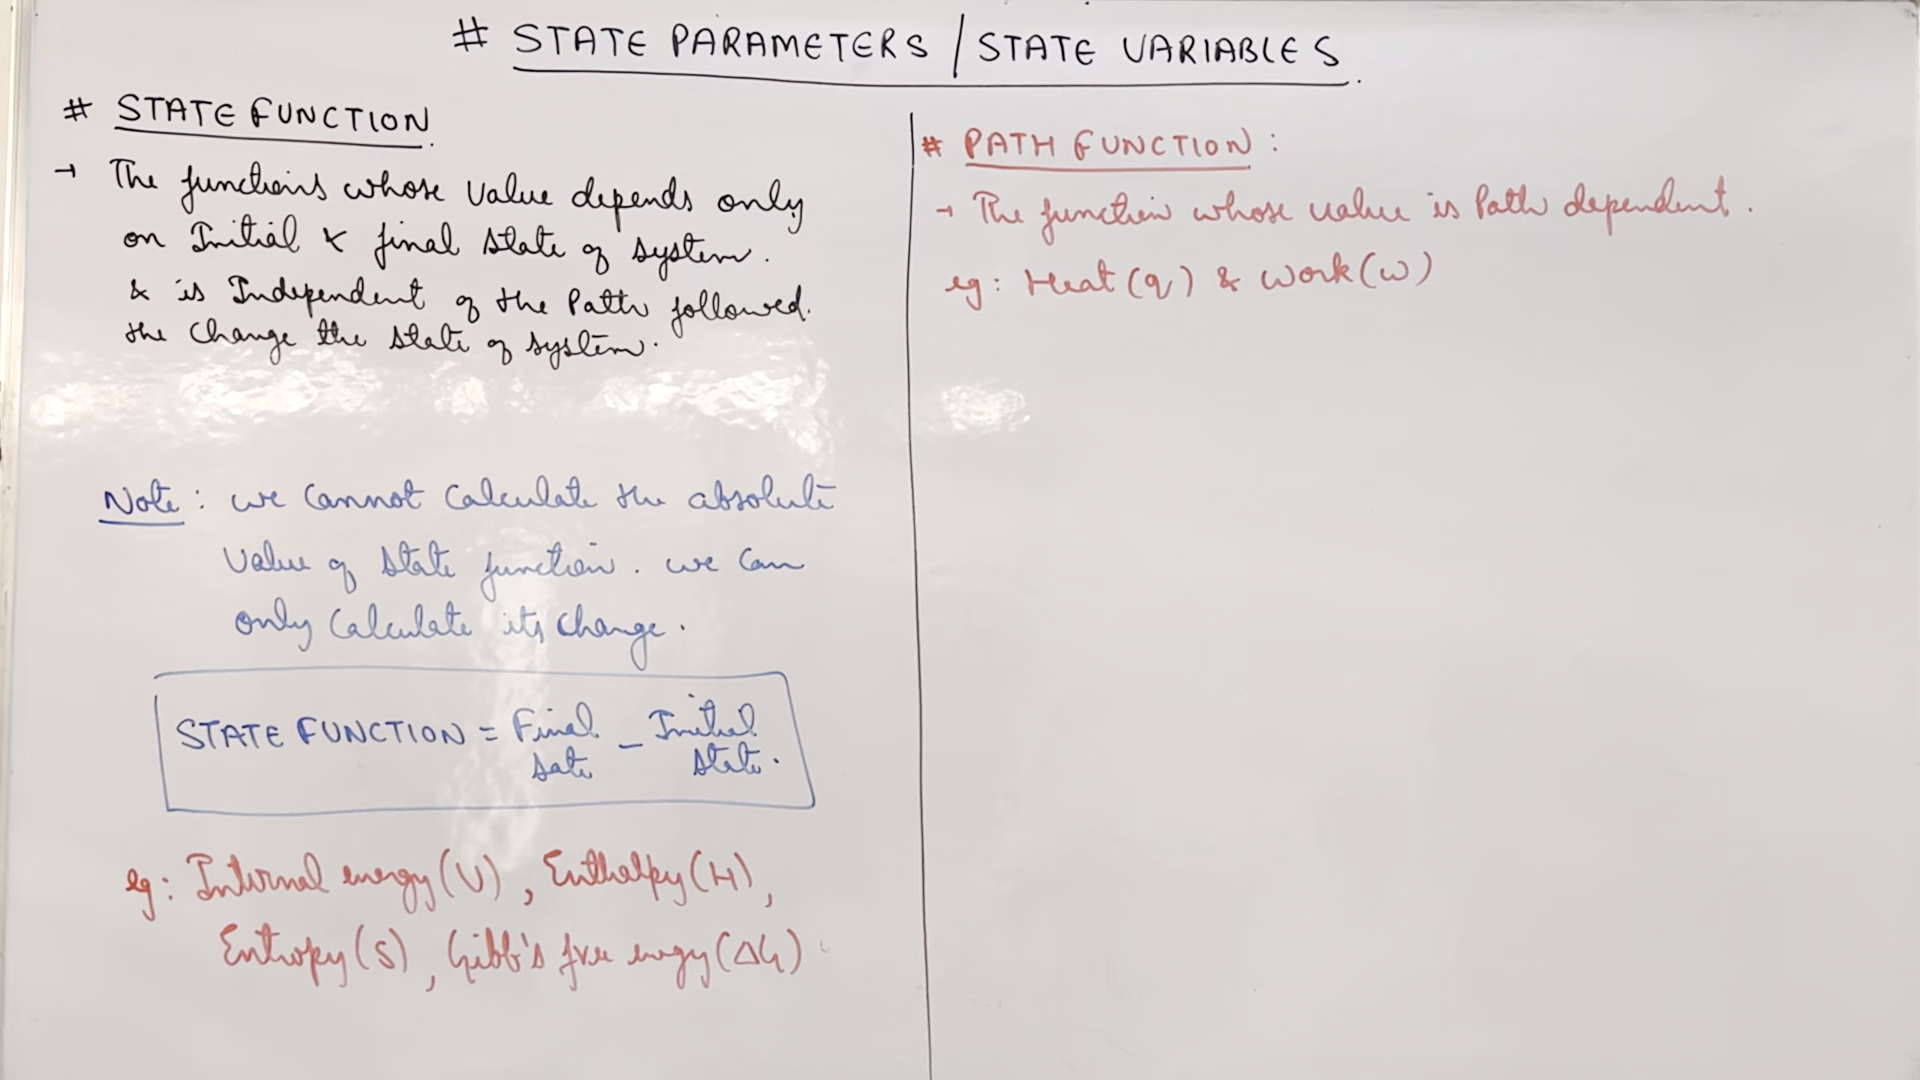 # STATE PARAMETERS / STATE VARIABLES.
# STATE FUNCTION.
→ The functions whose value depends only
on Initial & final state of system.
& is Independent of the Path followed.
the change the state of system.
Note: we cannot calculate the absolute
value of state function. we can
only calculate its change.
STATE FUNCTION = Final - Initial
sate state.
eg: Internal energy(U), Enthalpy(H),
Entropy(S), Gibb's free enrgy(ΔG)
# PATH FUNCTION:
→ The function whose value is Path dependent.
eg: Heat(q) & work(w)